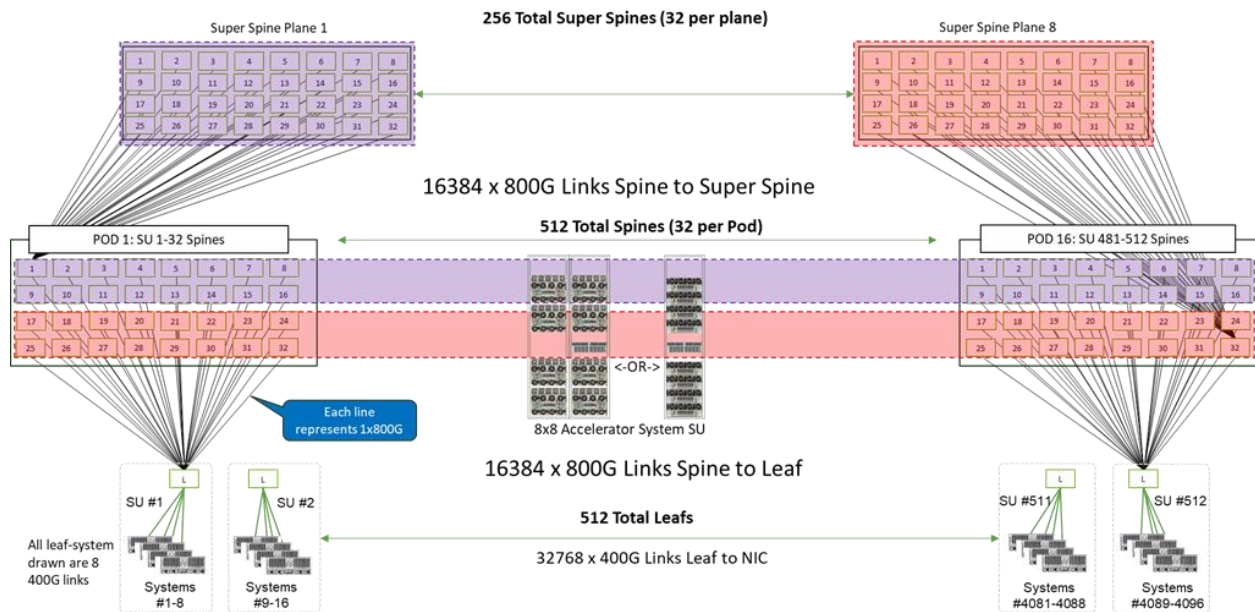 256 Total Super Spines (32 per plane)
Super Spine Plane 1
1 2 3 4 5 6 7 8
9 10 11 12 13 14 15 16
17 18 19 20 21 22 23 24
25 26 27 28 29 30 31 32
Super Spine Plane 8
1 2 3 4 5 6 7 8
9 10 11 12 13 14 15 16
17 18 19 20 21 22 23 24
25 26 27 28 29 30 31 32
16384 x 800G Links Spine to Super Spine
512 Total Spines (32 per Pod)
POD 1: SU 1-32 Spines
1 2 3 4 5 6 7 8
9 10 11 12 13 14 15 16
17 18 19 20 21 22 23 24
25 26 27 28 29 30 31 32
POD 16: SU 481-512 Spines
1 2 3 4 5 6 7 8
9 10 11 12 13 14 15 16
17 18 19 20 21 22 23 24
25 26 27 28 29 30 31 32
<-OR->
8x8 Accelerator System SU
Each line
represents 1x800G
16384 x 800G Links Spine to Leaf
L
SU #1
L
SU #2
L
SU #511
L
SU #512
512 Total Leafs
32768 x 400G Links Leaf to NIC
All leaf-system
drawn are 8
400G links
Systems
#1-8
Systems
#9-16
Systems
#4081-4088
Systems
#4089-4096